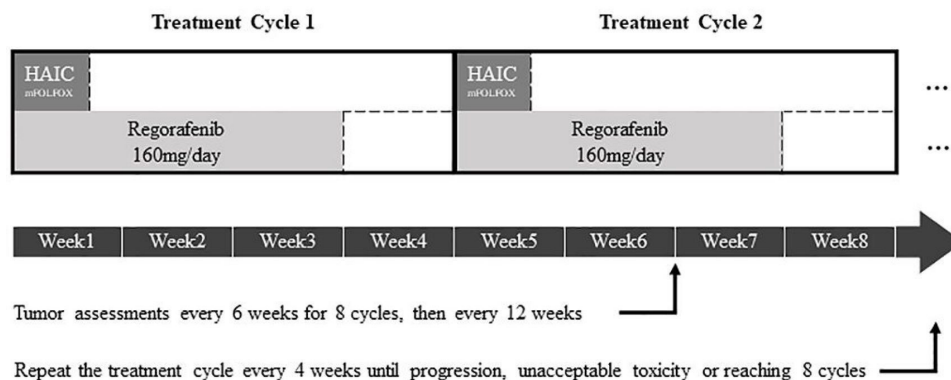 Treatment Cycle 1
Treatment Cycle 2
HAIC
mFOLFOX
HAIC
mFOLFOX
...
Regorafenib
160mg/day
Regorafenib
160mg/day
...
Week1 Week2 Week3 Week4 Week5 Week6 Week7 Week8
Tumor assessments every 6 weeks for 8 cycles, then every 12 weeks
Repeat the treatment cycle every 4 weeks until progression, unacceptable toxicity or reaching 8 cycles